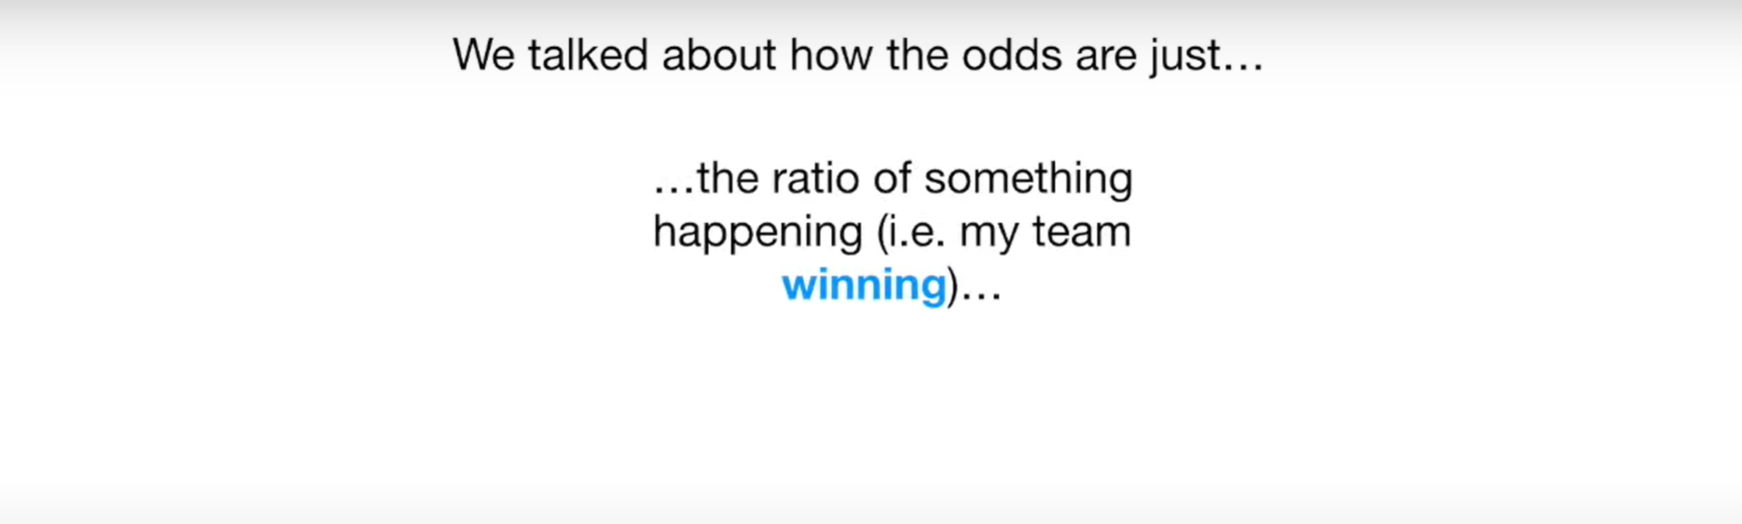 We talked about how the odds are just…
…the ratio of something
happening (i.e. my team
winning)…